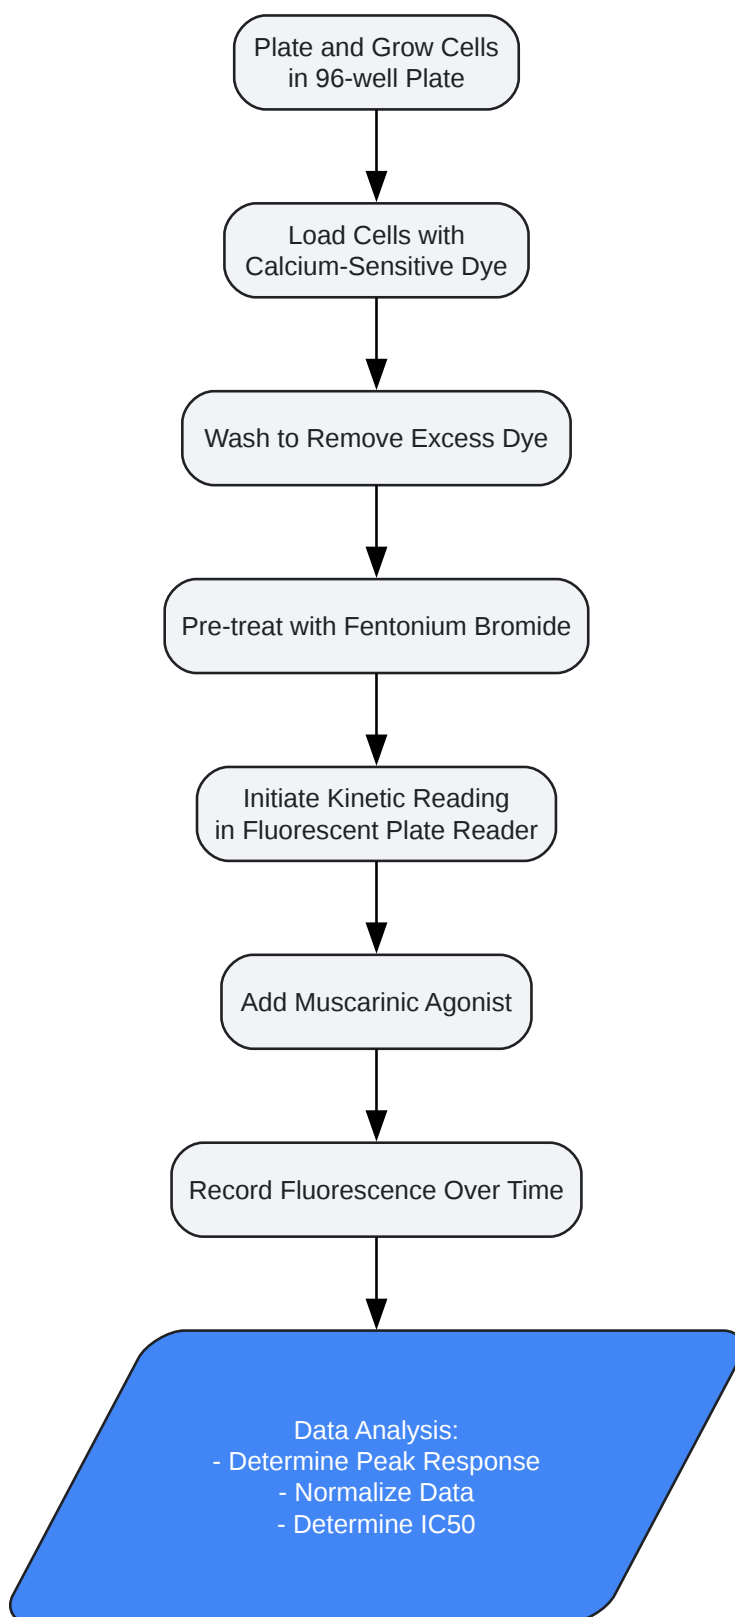 Plate and Grow Cells
in 96-well Plate
Load Cells with
Calcium-Sensitive Dye
Wash to Remove Excess Dye
Pre-treat with Fentonium Bromide
Initiate Kinetic Reading
in Fluorescent Plate Reader
Add Muscarinic Agonist
Record Fluorescence Over Time
Data Analysis:
- Determine Peak Response
- Normalize Data
- Determine IC50